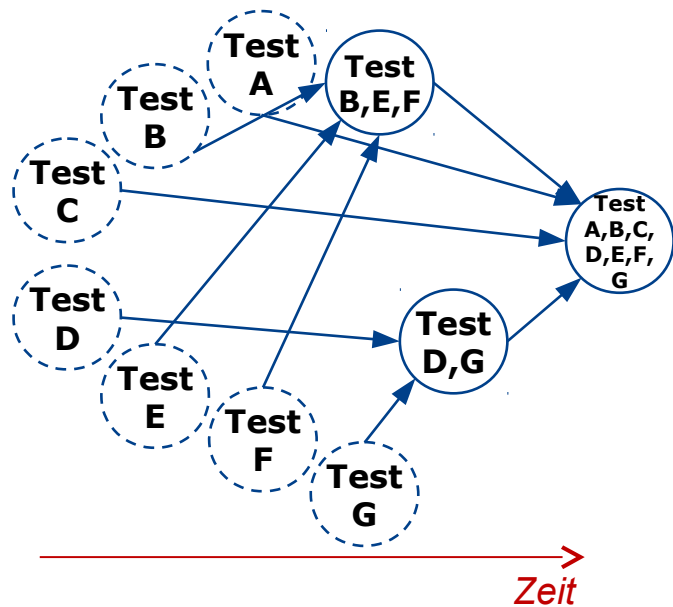 Test
A
Test
B,E,F
Test
B
Test
C
Test
A,B,C,
D,E,F,
G
Test
D
Test
D,G
Test
E
Test
F
Test
G
Zeit